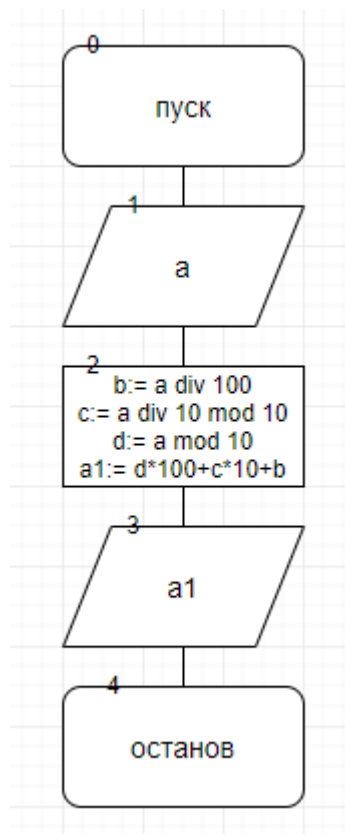 0
пуск
1
a
2
b:= a div 100
c:= a div 10 mod 10
d:= a mod 10
a1:= d*100+c*10+b
3
a1
4
останов